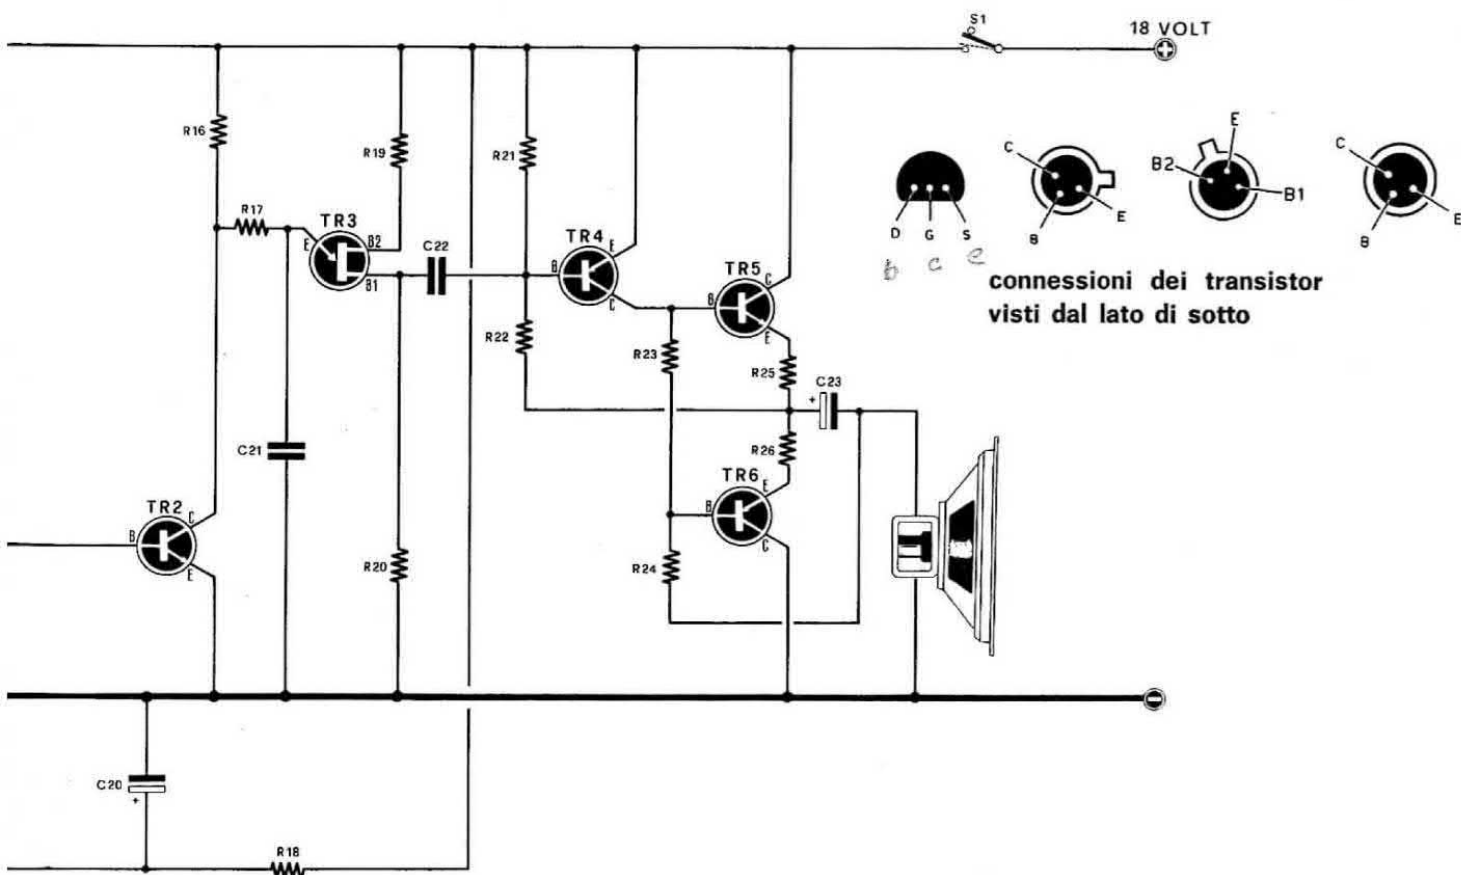 S1
18 VOLT
+
R16
R19
R21
R17
TR3
E
B2
B1
C22
TR4
B
E
C
TR5
B
C
E
R22
R23
R25
C23
+
C21
R26
TR2
B
C
E
TR6
B
E
C
R20
R24
-
C20
+
R18
D G S
b c e
C
B
E
E
B2
B1
C
B
E
connessioni dei transistor
visti dal lato di sotto